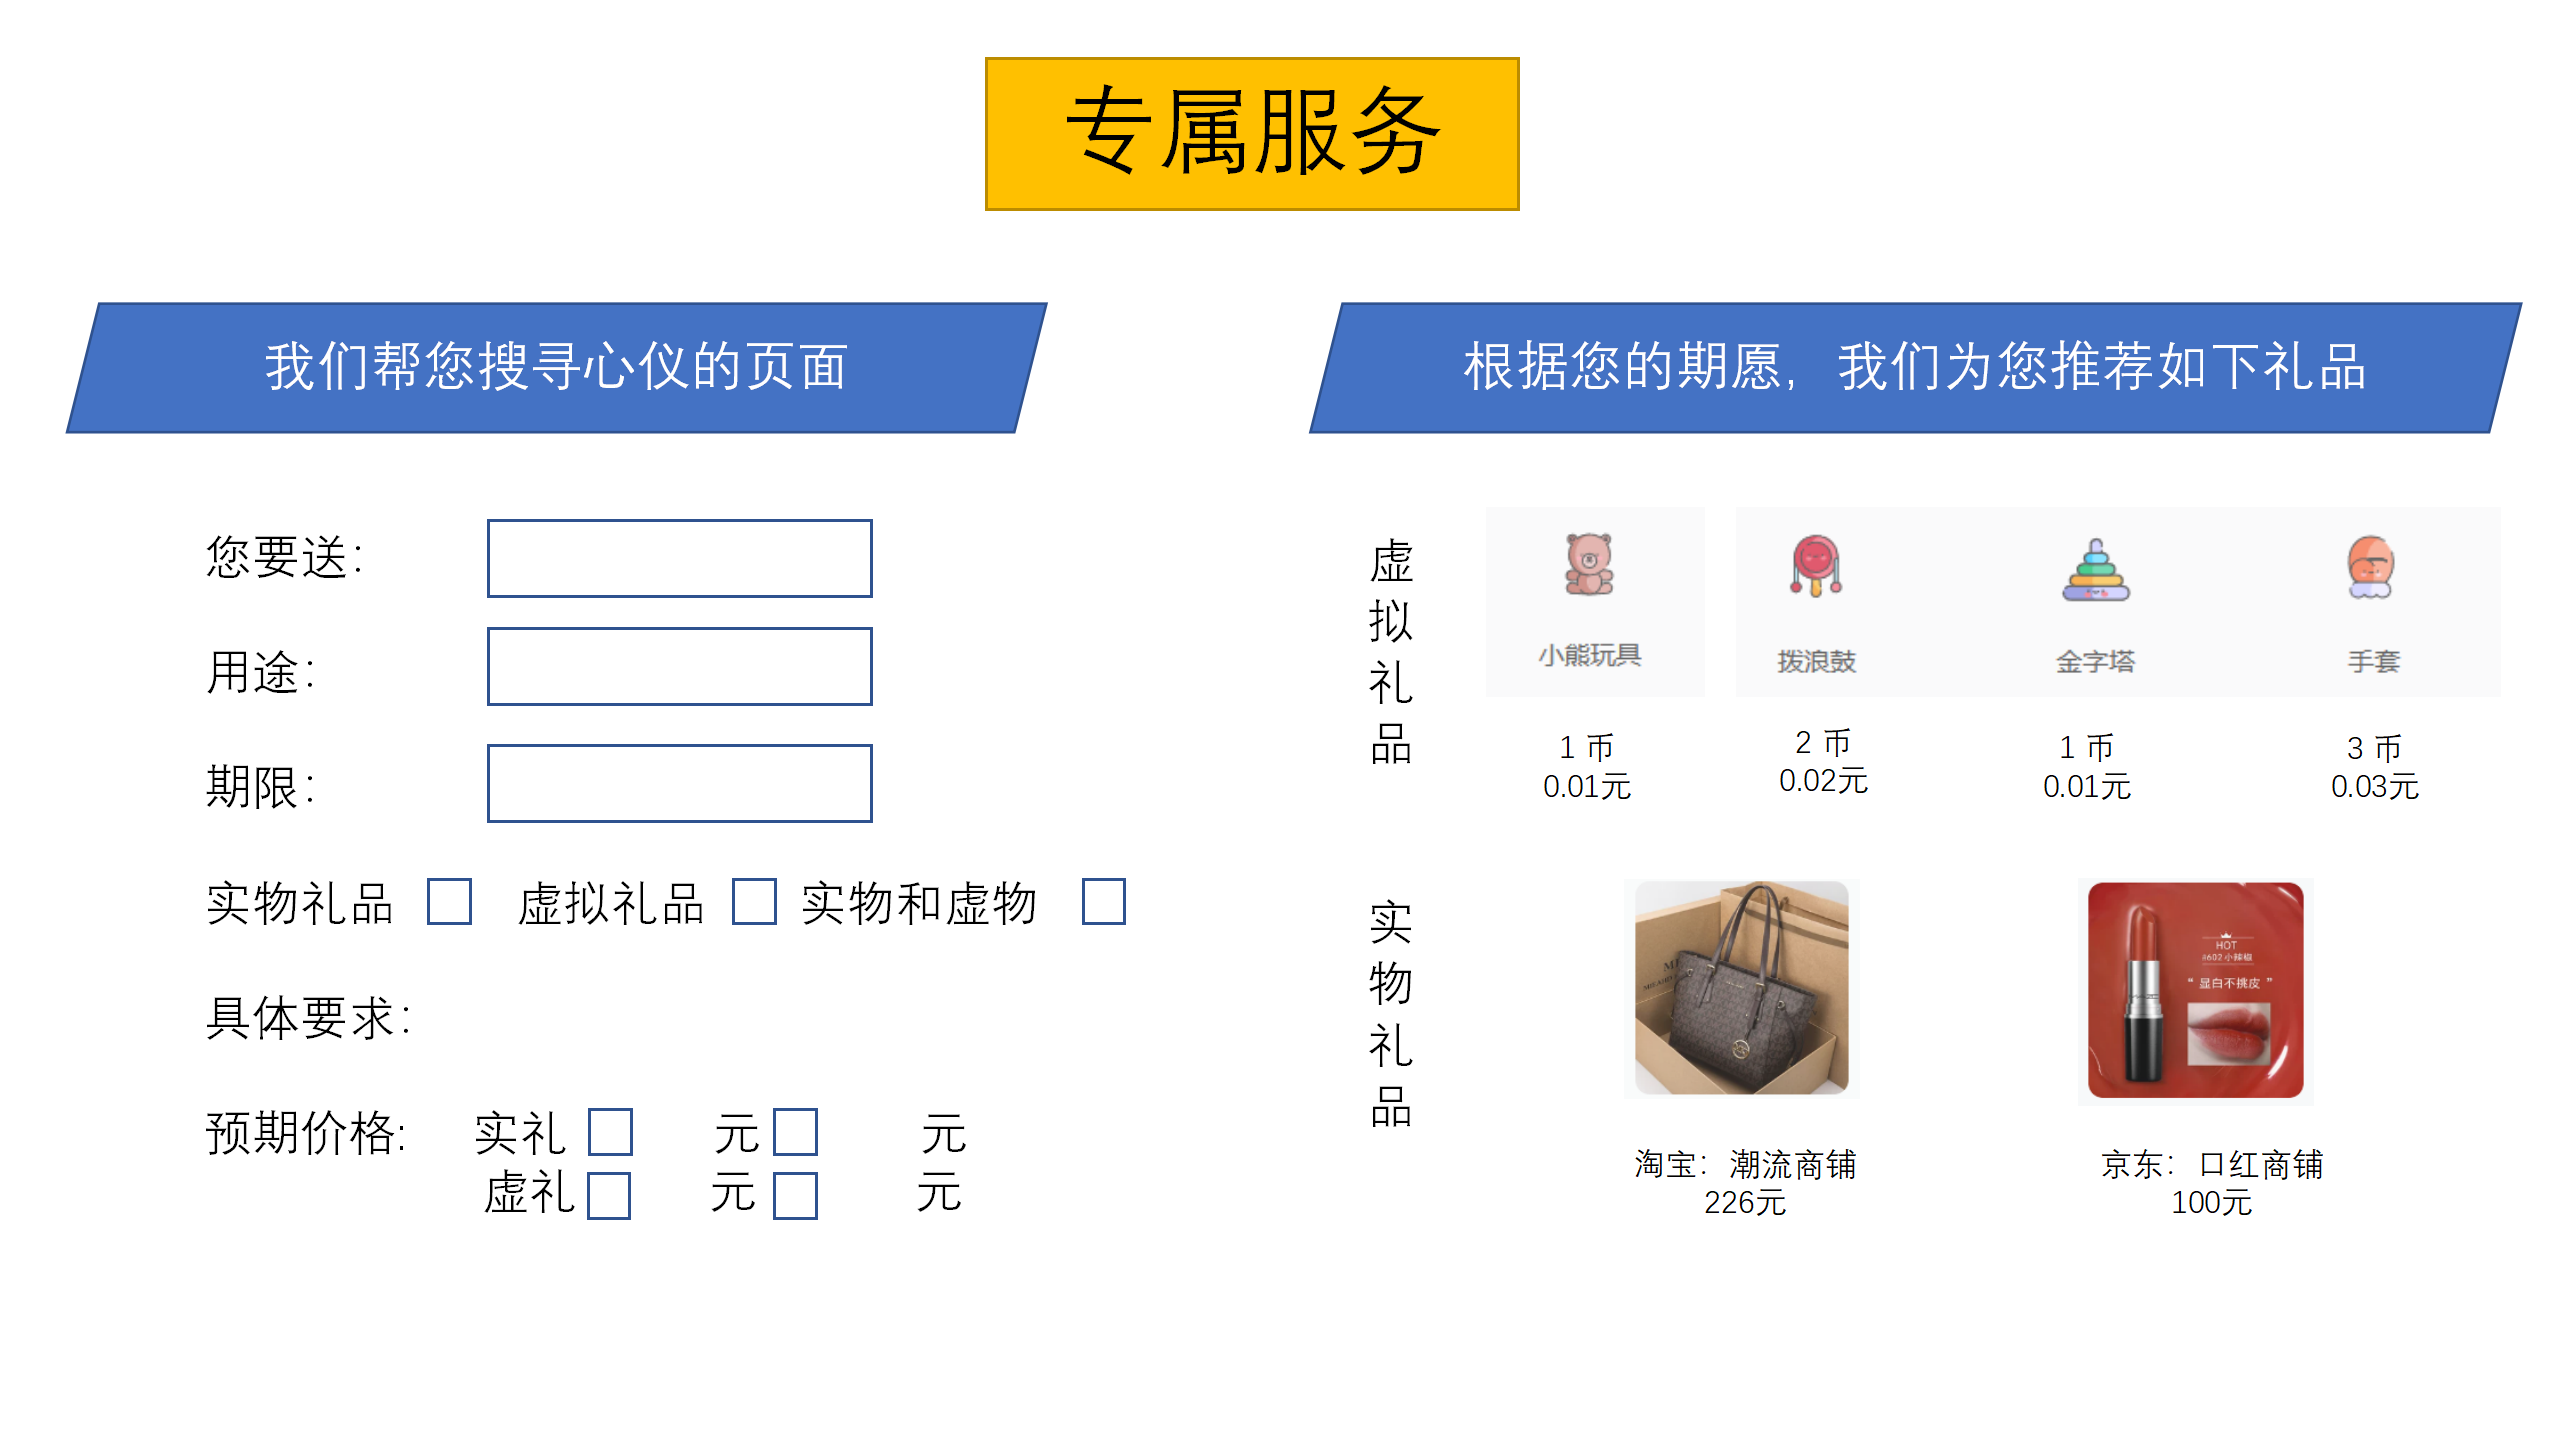 专属服务
我们帮您搜寻心仪的页面
您要送：
用途：
期限：
实物礼品 虚拟礼品 实物和虚物
具体要求：
预期价格: 实礼 元 元
虚礼 元 元
根据您的期愿，我们为您推荐如下礼品
虚拟礼品
小熊玩具 拨浪鼓 金字塔 手套
1 币 2 币 1 币 3 币
0.01元 0.02元 0.01元 0.03元
实物礼品
HOT
#602 小辣椒
“ 显白不挑皮 ”
淘宝：潮流商铺 京东：口红商铺
226元 100元